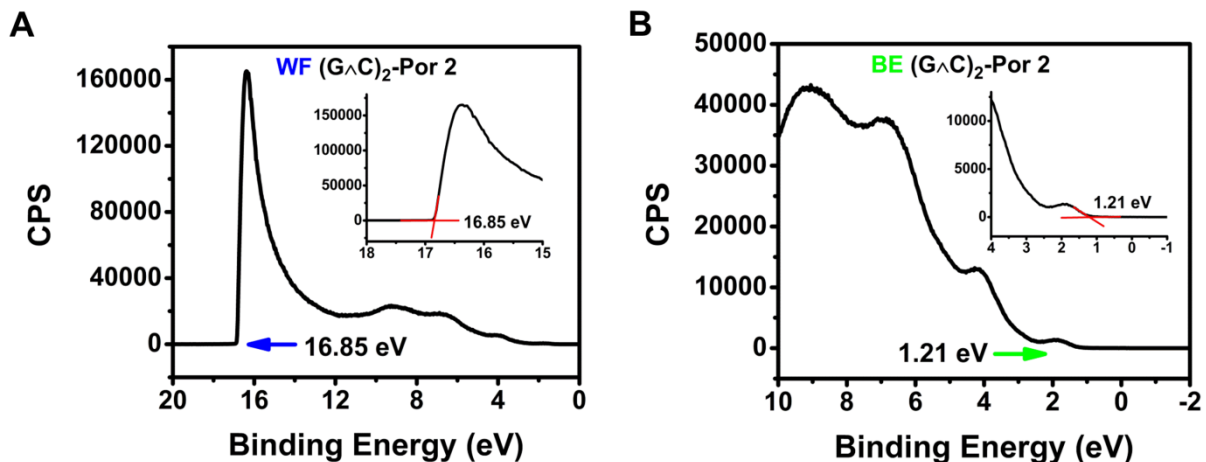 A
WF (G∧C)₂-Por 2
CPS
160000
120000
80000
40000
0
150000
100000
50000
0
16.85 eV
18 17 16 15
16.85 eV
20 16 12 8 4 0
Binding Energy (eV)
B
BE (G∧C)₂-Por 2
CPS
50000
40000
30000
20000
10000
0
10000
5000
0
1.21 eV
4 3 2 1 0 -1
1.21 eV
10 8 6 4 2 0 -2
Binding Energy (eV)